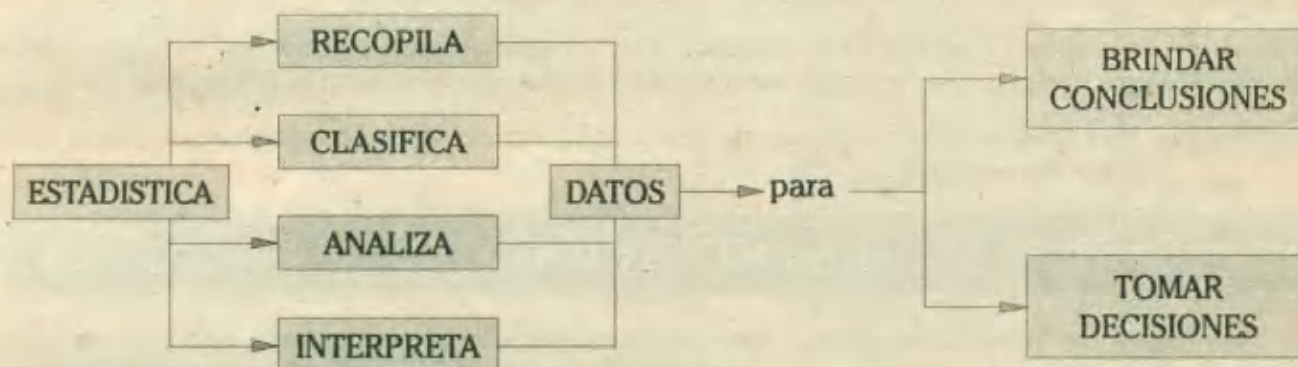 RECOPILA
CLASIFICA
ESTADISTICA
ANALIZA
INTERPRETA
DATOS
para
BRINDAR
CONCLUSIONES
TOMAR
DECISIONES